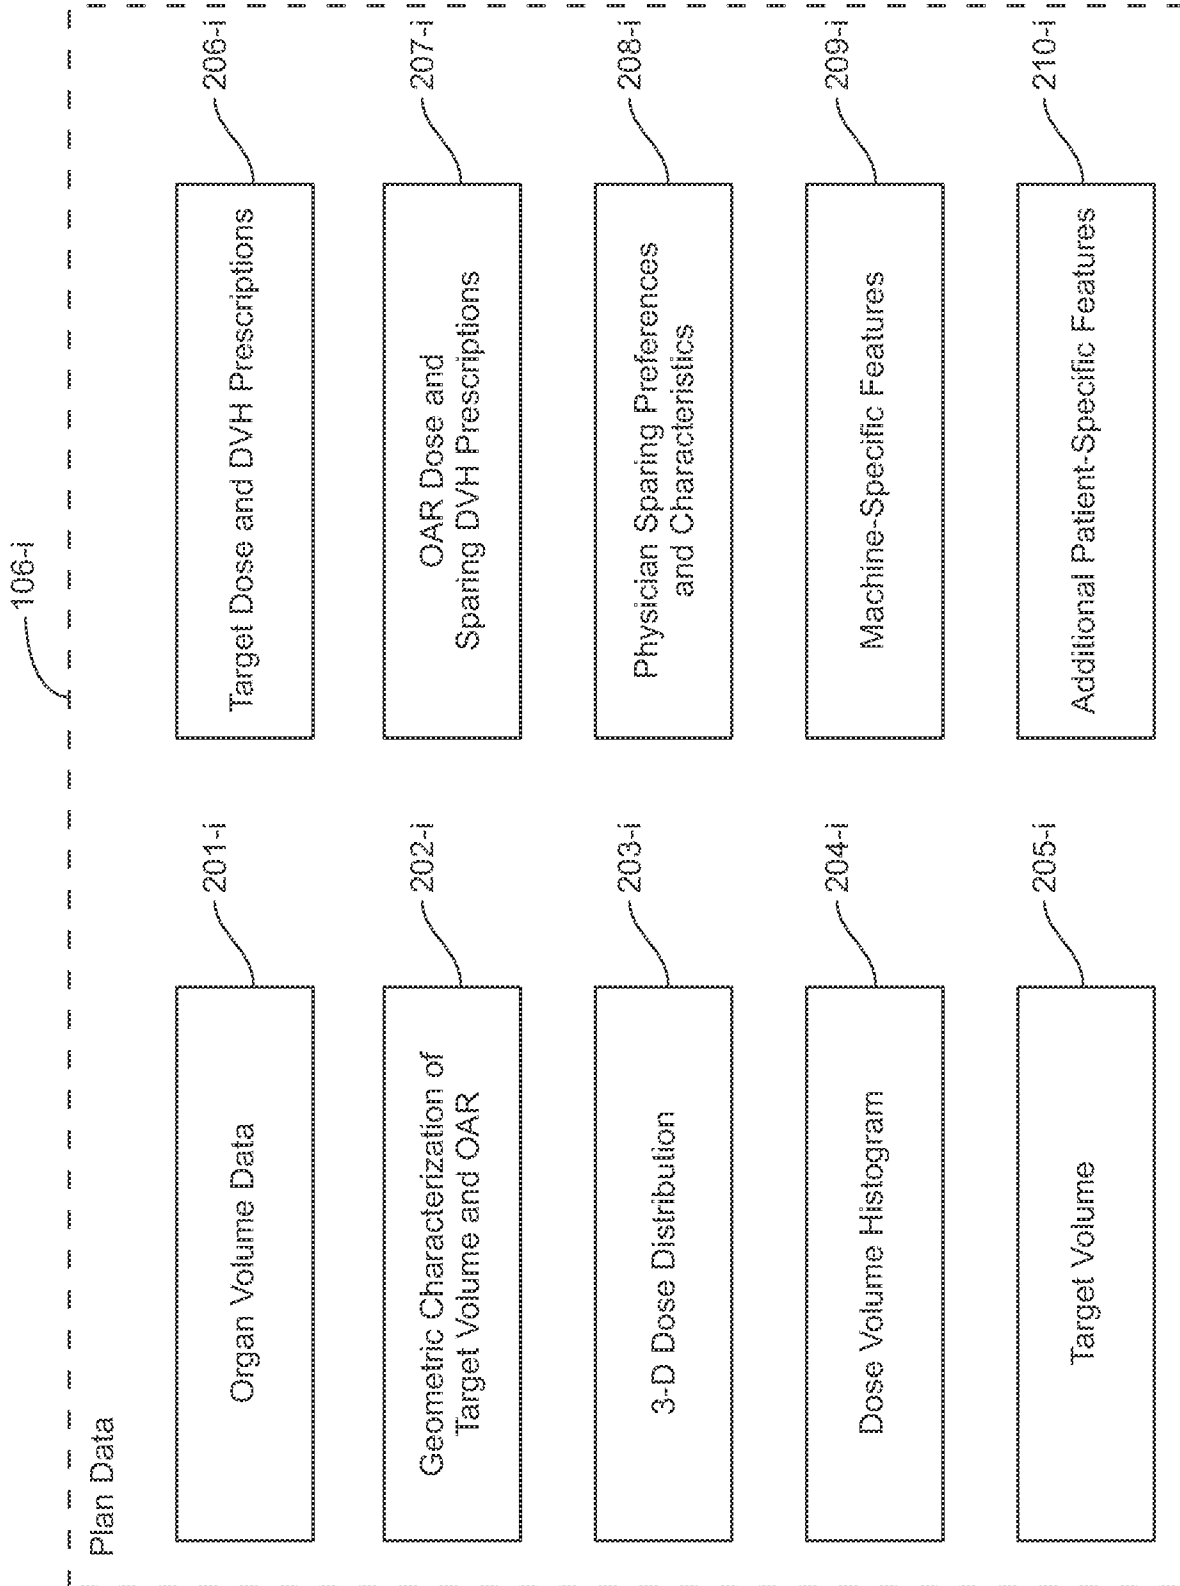 106-i
Plan Data
Organ Volume Data
201-i
Geometric Characterization of
Target Volume and OAR
202-i
3-D Dose Distribution
203-i
Dose Volume Histogram
204-i
Target Volume
205-i
Target Dose and DVH Prescriptions
206-i
OAR Dose and
Sparing DVH Prescriptions
207-i
Physician Sparing Preferences
and Characteristics
208-i
Machine-Specific Features
209-i
Additional Patient-Specific Features
210-i